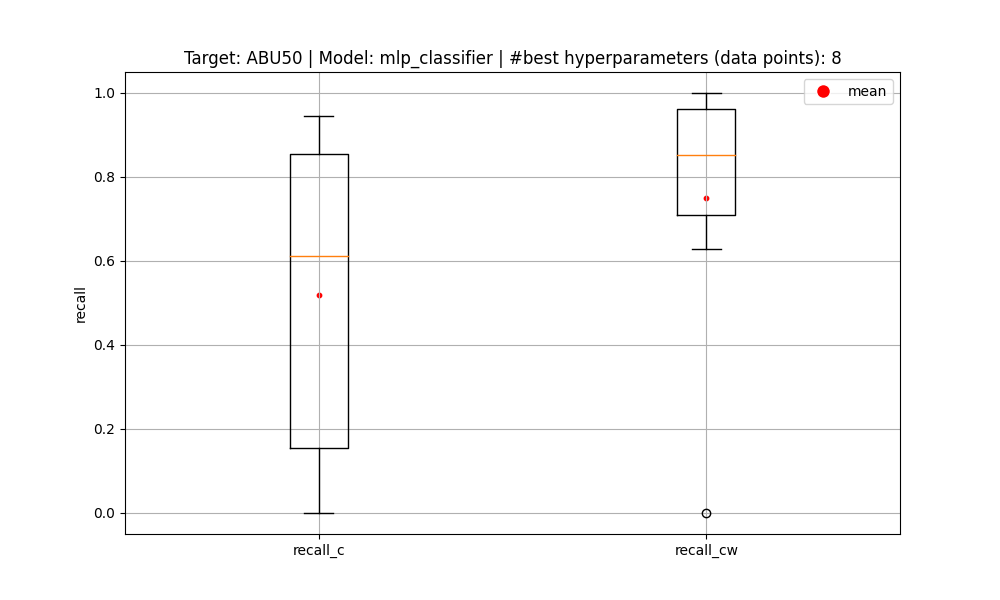 Target: ABU50 | Model: mlp_classifier | #best hyperparameters (data points): 8
mean
recall
1.0
0.8
0.6
0.4
0.2
0.0
recall_c
recall_cw